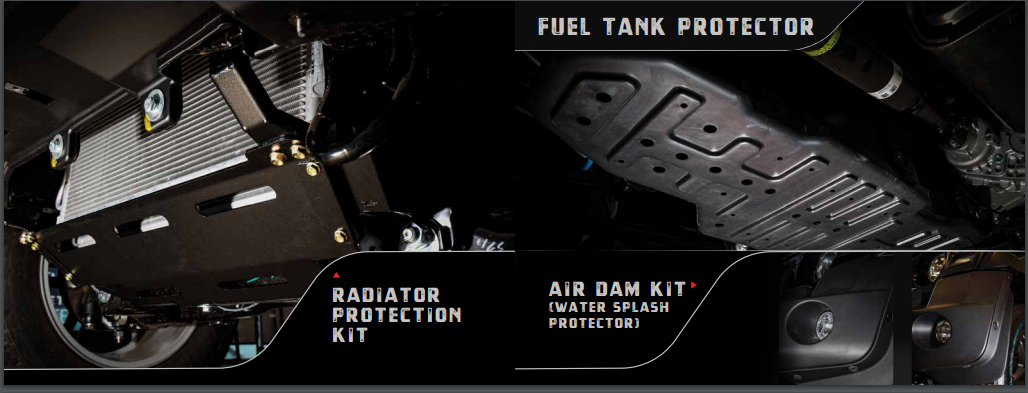 FUEL TANK PROTECTOR
RADIATOR
PROTECTION
KIT
AIR DAM KIT
(WATER SPLASH
PROTECTOR)